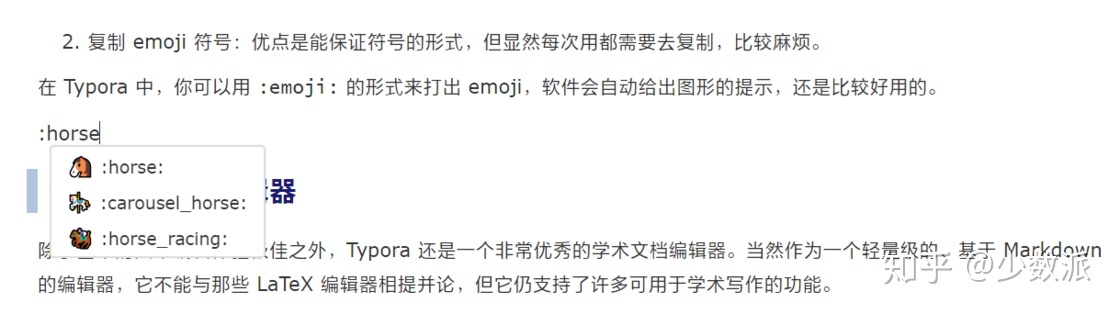 2. 复制 emoji 符号：优点是能保证符号的形式，但显然每次用都需要去复制，比较麻烦。
在 Typora 中，你可以用 :emoji: 的形式来打出 emoji，软件会自动给出图形的提示，还是比较好用的。
:horse
:horse:
:carousel_horse:
辑器
:horse_racing:
除 极佳之外，Typora 还是一个非常优秀的学术文档编辑器。当然作为一个轻量级的、基于 Markdown
的编辑器，它不能与那些 LaTeX 编辑器相提并论，但它仍支持了许多可用于学术写作的功能。
知乎 @少数派